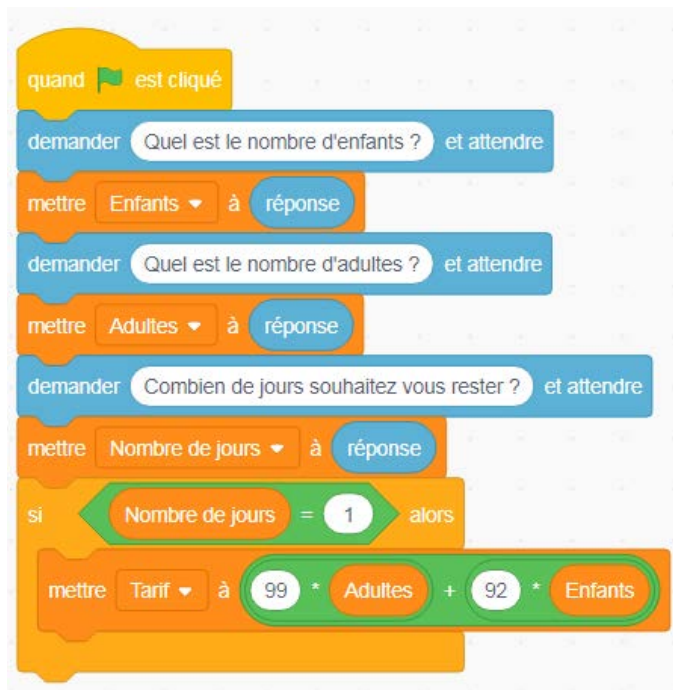 quand est cliqué
demander Quel est le nombre d'enfants ? et attendre
mettre Enfants à réponse
demander Quel est le nombre d'adultes ? et attendre
mettre Adultes à réponse
demander Combien de jours souhaitez vous rester ? et attendre
mettre Nombre de jours à réponse
si Nombre de jours = 1 alors
mettre Tarif à 99 * Adultes + 92 * Enfants